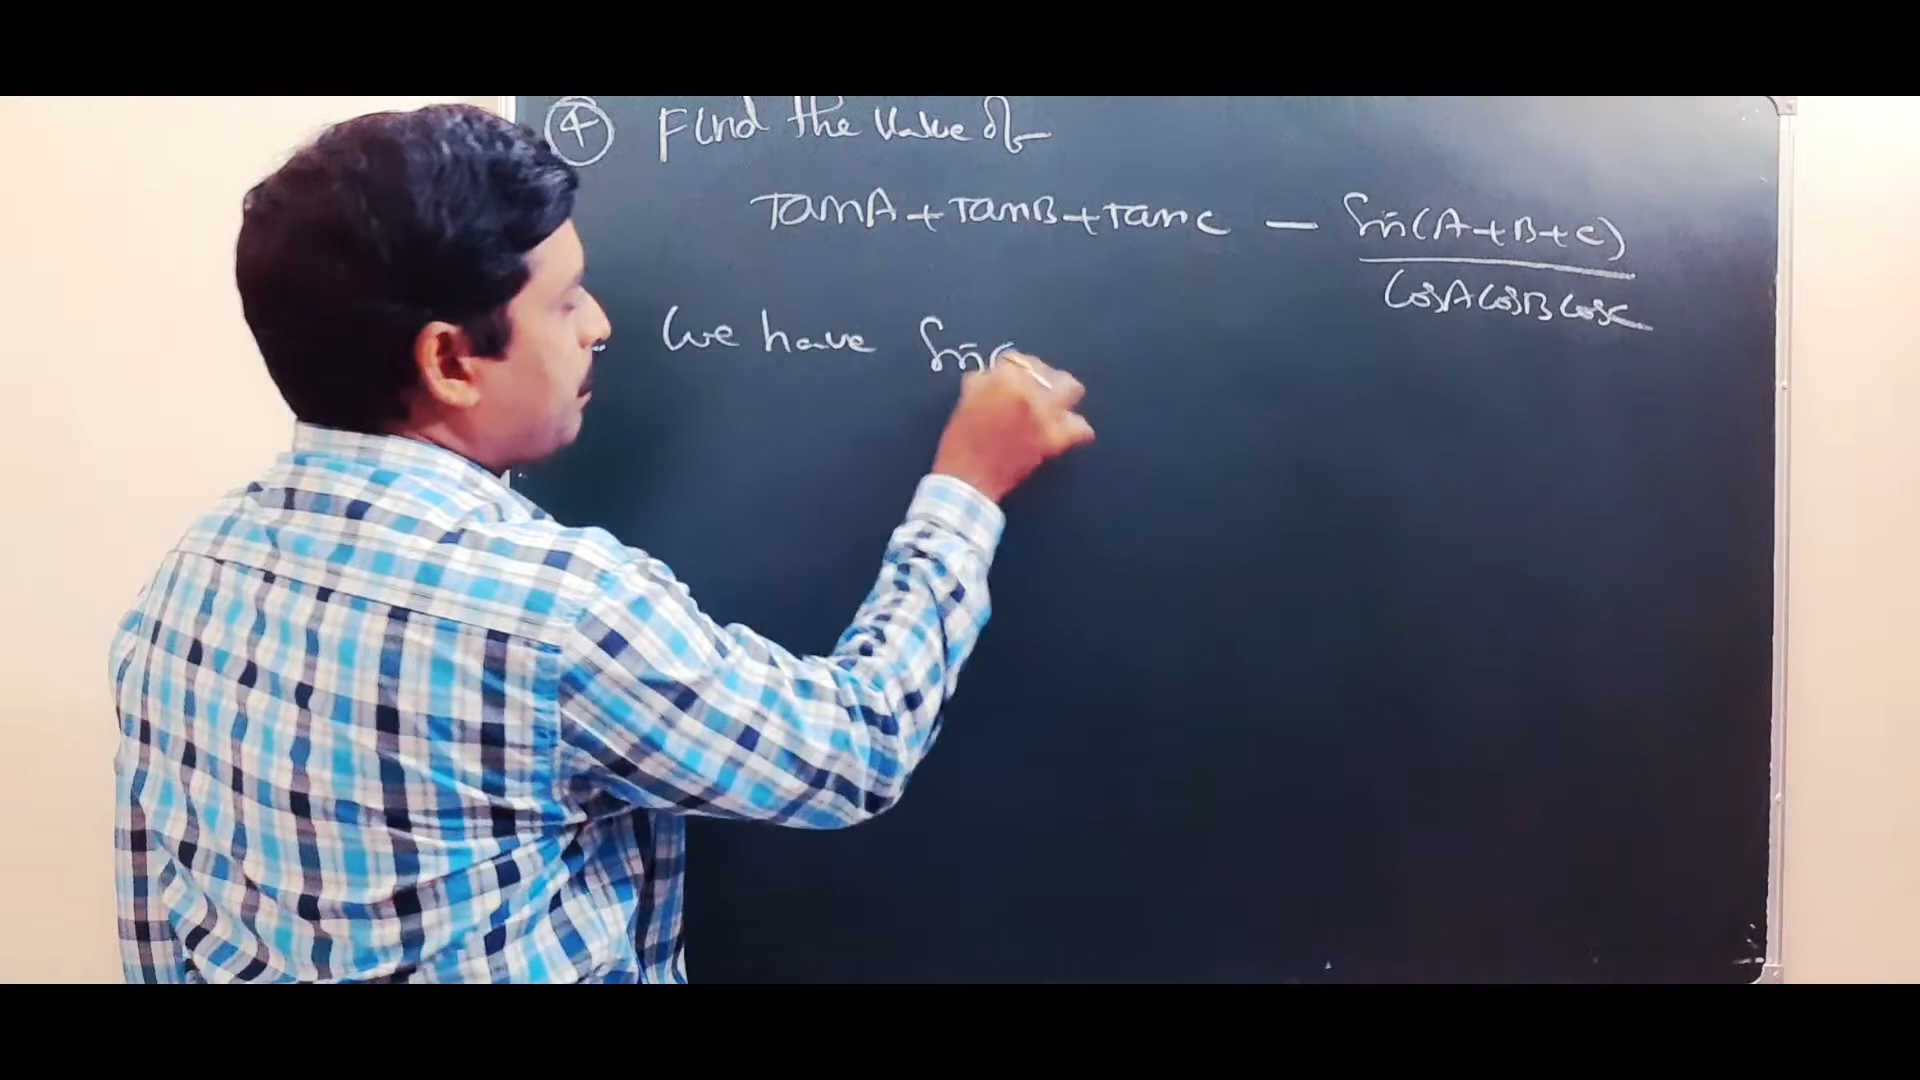 4 Find the value of
TanA + TanB + Tanc — Sin(A+B+c)
CosA CosB Cosc
We have Sin(